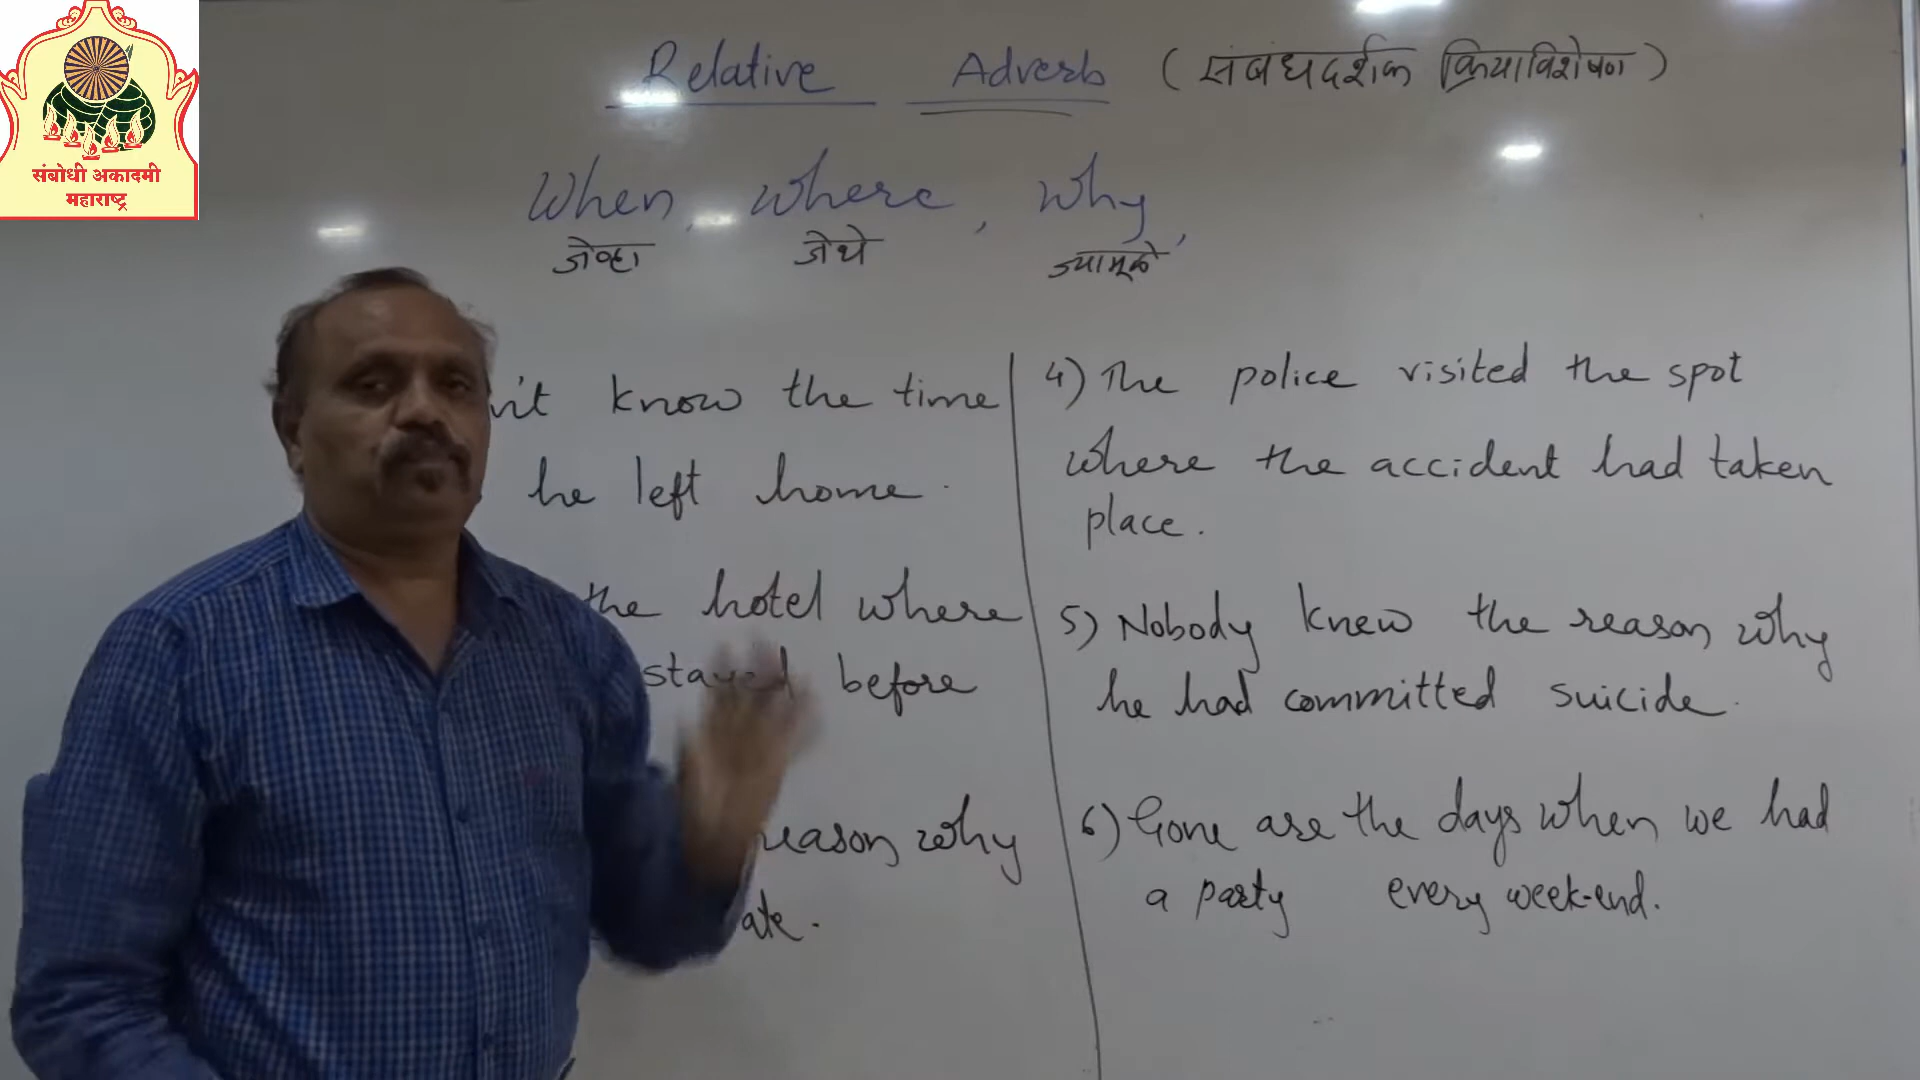 संबोधी अकादमी
महाराष्ट्र
Relative Adverb (संबंधदर्शक क्रियाविशेषण)
When, where, why,
जेव्हा जेथे ज्यामूळे
know the time
he left home.
the hotel where
stayed before
reason why
4) The police visited the spot
where the accident had taken
place.
5) Nobody knew the reason why
he had committed suicide.
6) Gone are the days when we had
a party every week-end.